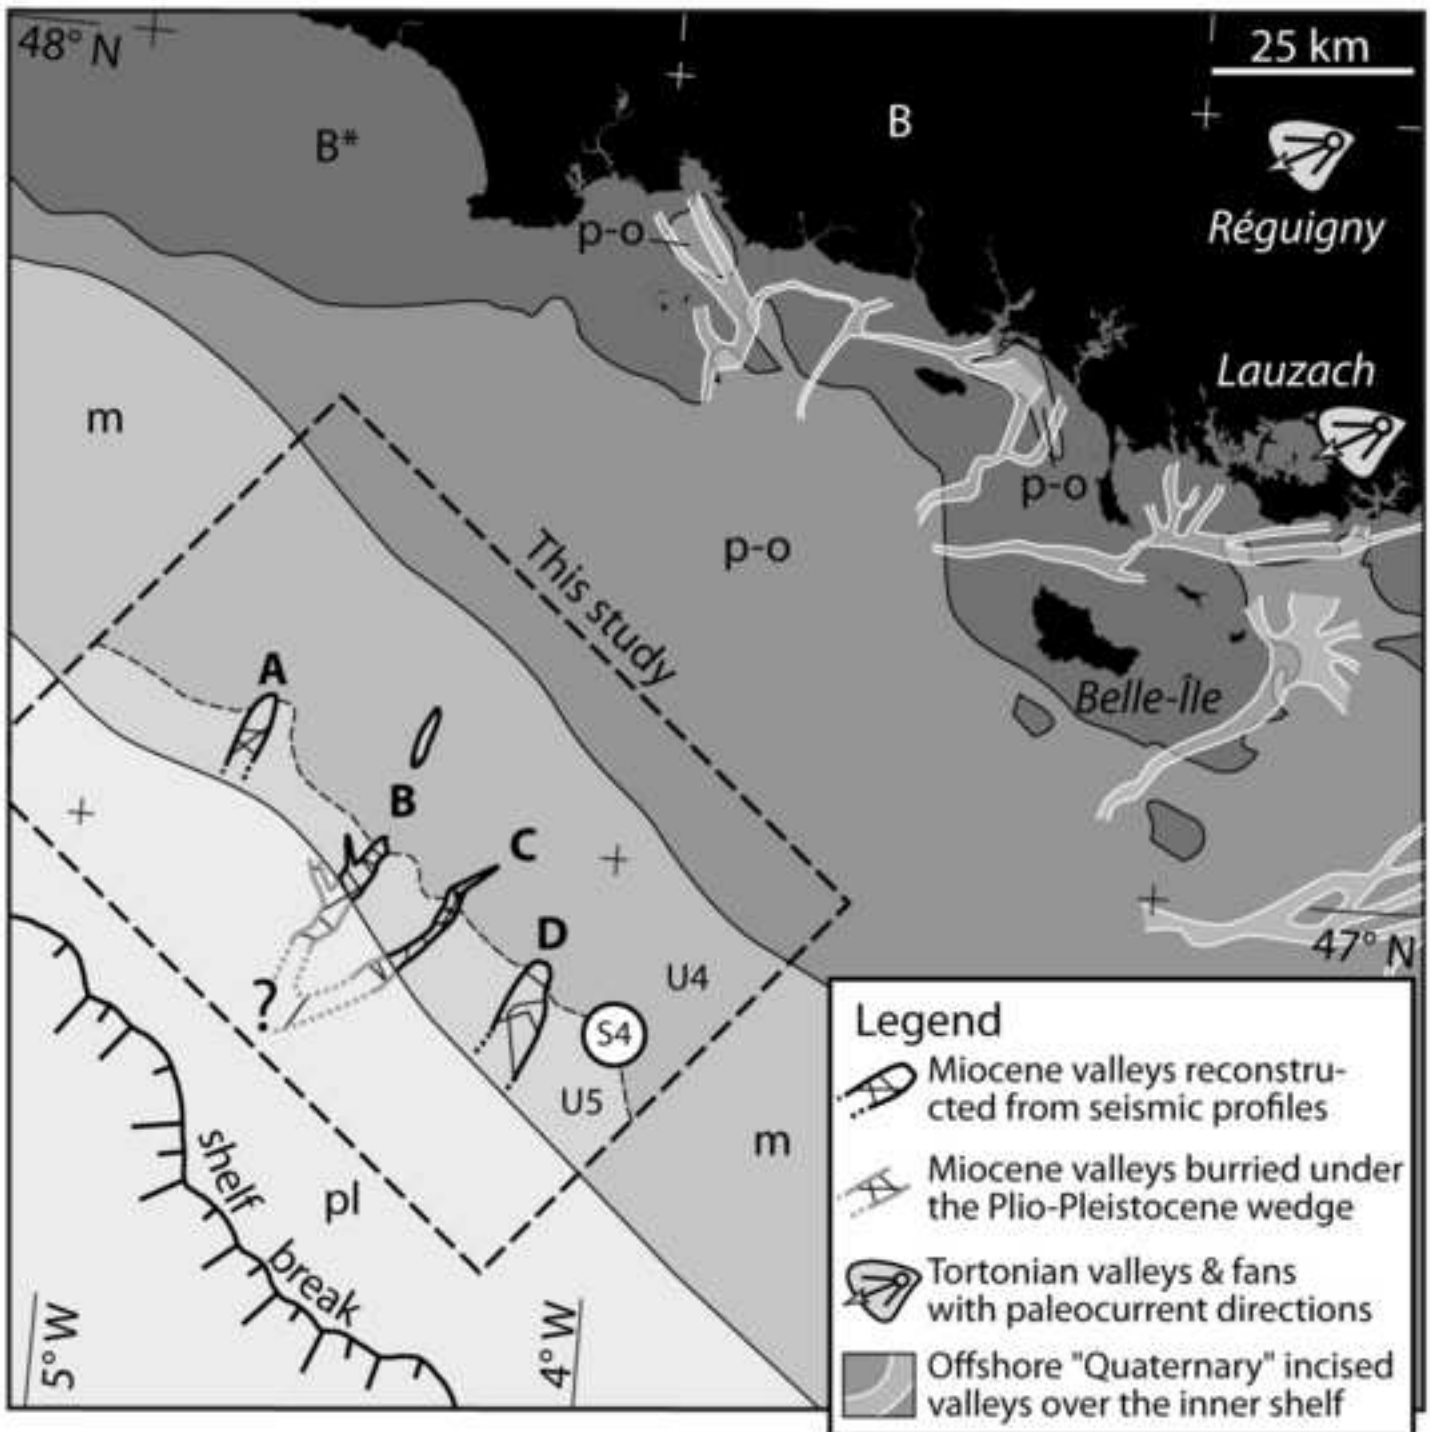 48° N
25 km
B*
B
p-o
Réguigny
Lauzach
m
p-o
p-o
This study
A
Belle-Île
B
C
D
U4
47° N
?
S4
U5
m
shelf
break
pl
5° W
4° W
Legend
Miocene valleys reconstru-
cted from seismic profiles
Miocene valleys burried under
the Plio-Pleistocene wedge
Tortonian valleys & fans
with paleocurrent directions
Offshore "Quaternary" incised
valleys over the inner shelf